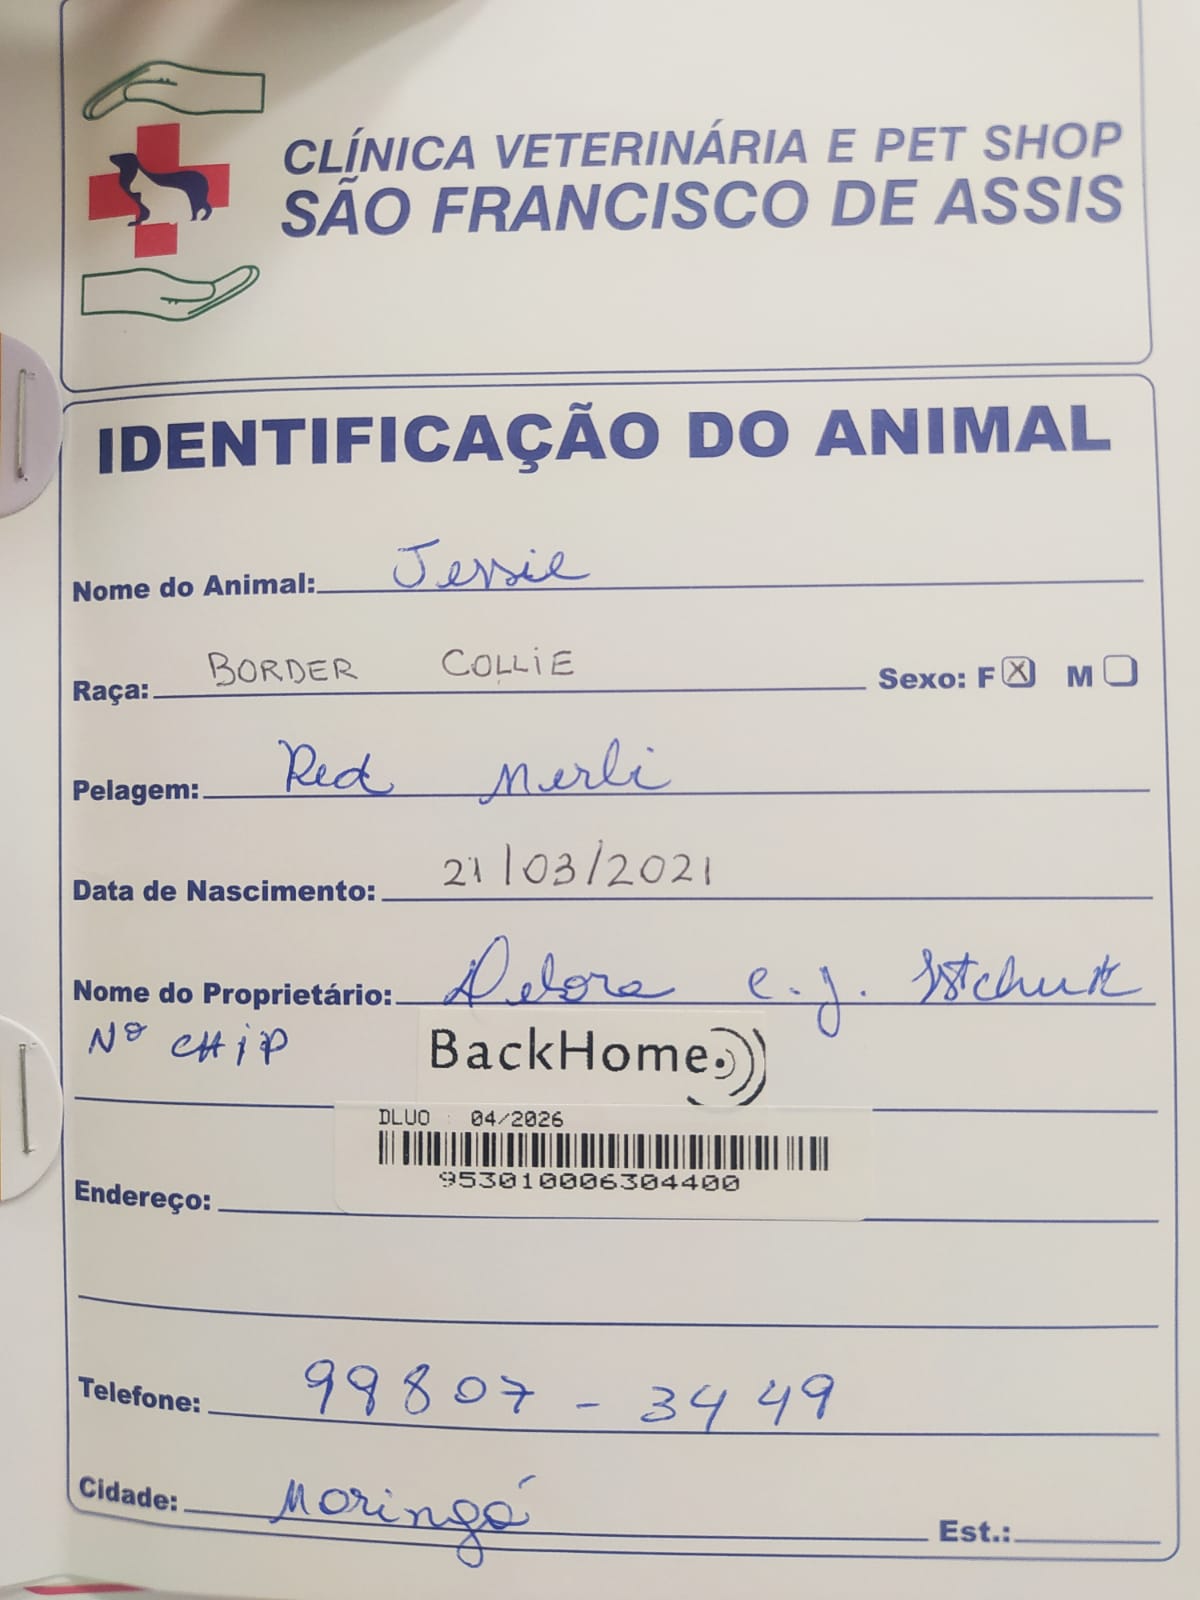 CLÍNICA VETERINÁRIA E PET SHOP
SÃO FRANCISCO DE ASSIS
IDENTIFICAÇÃO DO ANIMAL
Nome do Animal: Jessie
Raça: BORDER COLLiE Sexo: F X M
Pelagem: Red Merli
Data de Nascimento: 21/03/2021
Nome do Proprietário: Debora e. J.
Nº CHiP BackHome
DLUO : 04/2026
953010006304400
Endereço:
Telefone: 99807-3449
Cidade: Maringá Est.: